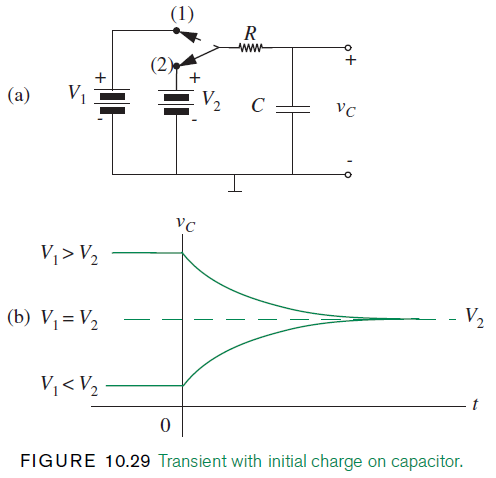 (1)
R
(2)
+
+
+
(a)
V1
V2
C
vC
-
-
-
vC
V1 > V2
(b) V1 = V2
V2
V1 < V2
t
0
FIGURE 10.29 Transient with initial charge on capacitor.